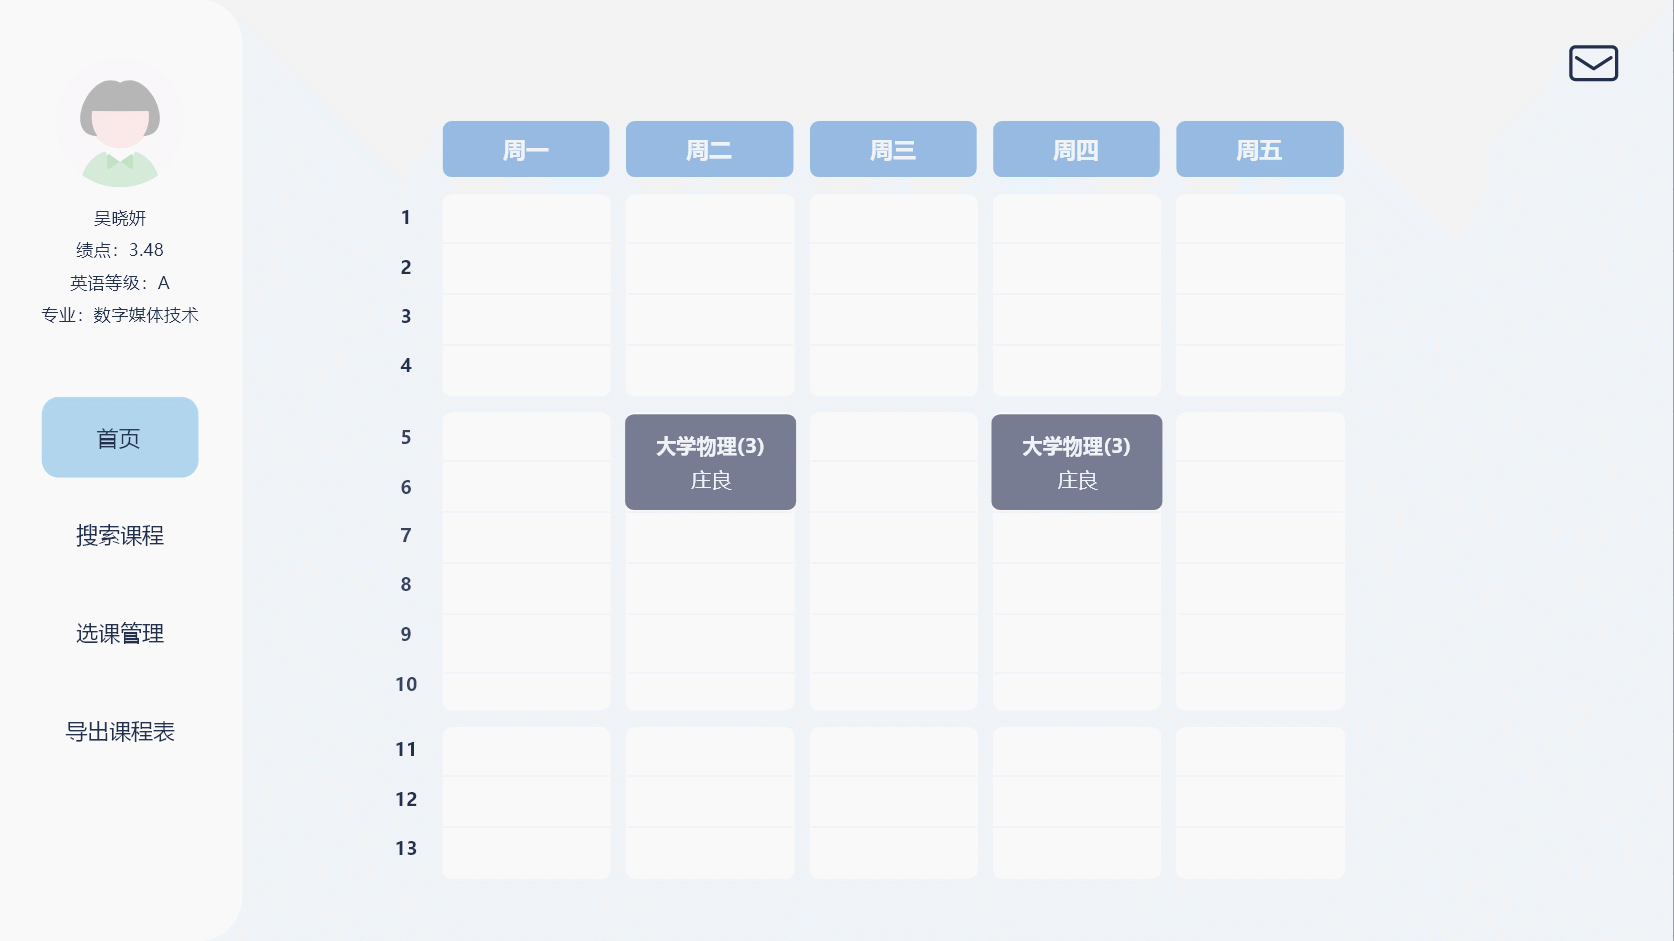 吴晓妍
绩点：3.48
英语等级：A
专业：数字媒体技术
首页
搜索课程
选课管理
导出课程表
周一 周二 周三 周四 周五
1
2
3
4
5
大学物理(3) 大学物理(3)
庄良 庄良
6
7
8
9
10
11
12
13